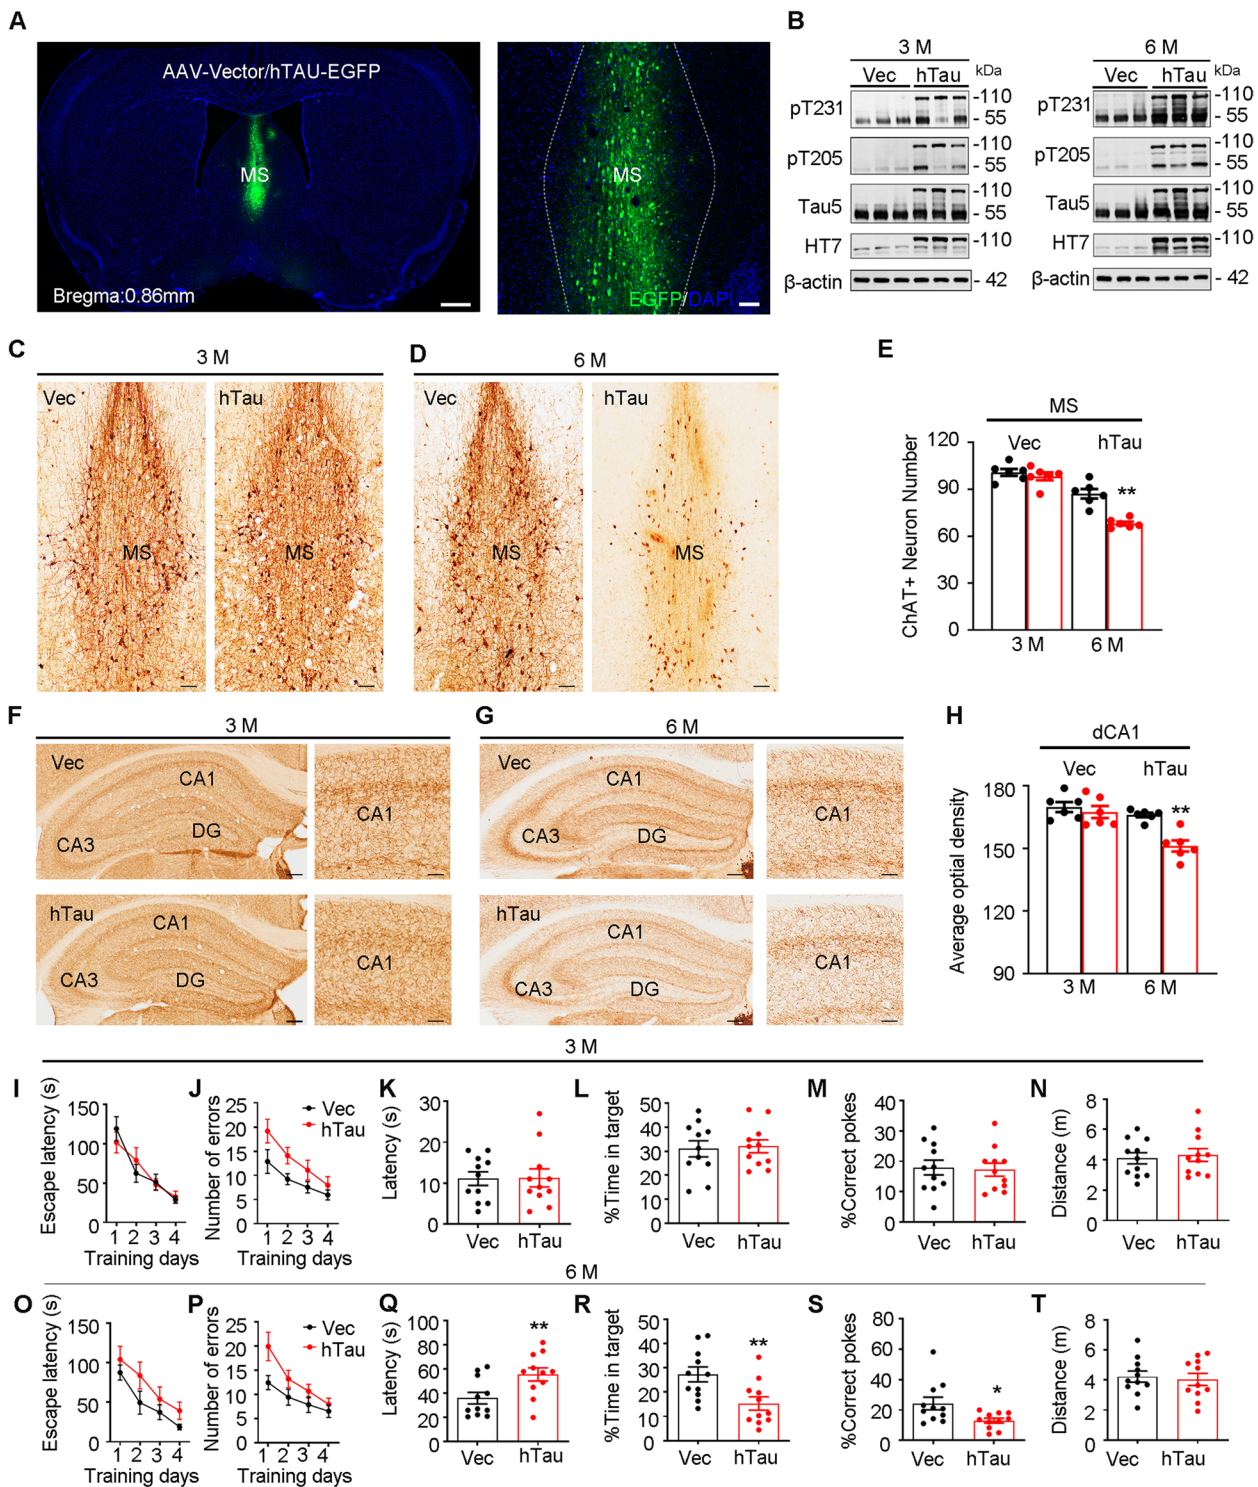 A
AAV-Vector/hTAU-EGFP
MS
Bregma:0.86mm
MS
EGFP/DAPI
B
3 M
Vec hTau kDa
pT231 -110
- 55
pT205 -110
55
Tau5 -110
- 55
HT7 -110
β-actin - 42
6 M
Vec hTau kDa
pT231 -110
- 55
pT205 -110
55
Tau5 -110
- 55
HT7 -110
β-actin - 42
C
3 M
Vec
MS
hTau
MS
D
6 M
Vec
MS
hTau
MS
E
MS
Vec hTau
ChAT+ Neuron Number
120
90
60
30
0
**
3 M 6 M
F
3 M
Vec
CA1
CA3
DG
CA1
hTau
CA1
CA3
DG
CA1
G
6 M
Vec
CA1
CA3
DG
CA1
hTau
CA1
CA3
DG
CA1
H
dCA1
Vec hTau
Average optial density
180
150
120
90
**
3 M 6 M
3 M
I
Escape latency (s)
150
100
50
0
1 2 3 4
Training days
J
Number of errors
25
20
15
10
5
0
Vec
hTau
1 2 3 4
Training days
K
Latency (s)
30
20
10
0
Vec hTau
L
%Time in target
50
40
30
20
10
0
Vec hTau
M
%Correct pokes
40
30
20
10
0
Vec hTau
N
Distance (m)
8
6
4
2
0
Vec hTau
6 M
O
Escape latency (s)
150
100
50
0
1 2 3 4
Training days
P
Number of errors
25
20
15
10
5
0
Vec
hTau
1 2 3 4
Training days
Q
Latency (s)
100
80
60
40
20
0
**
Vec hTau
R
%Time in target
50
40
30
20
10
0
**
Vec hTau
S
%Correct pokes
80
60
40
20
0
*
Vec hTau
T
Distance (m)
8
6
4
2
0
Vec hTau